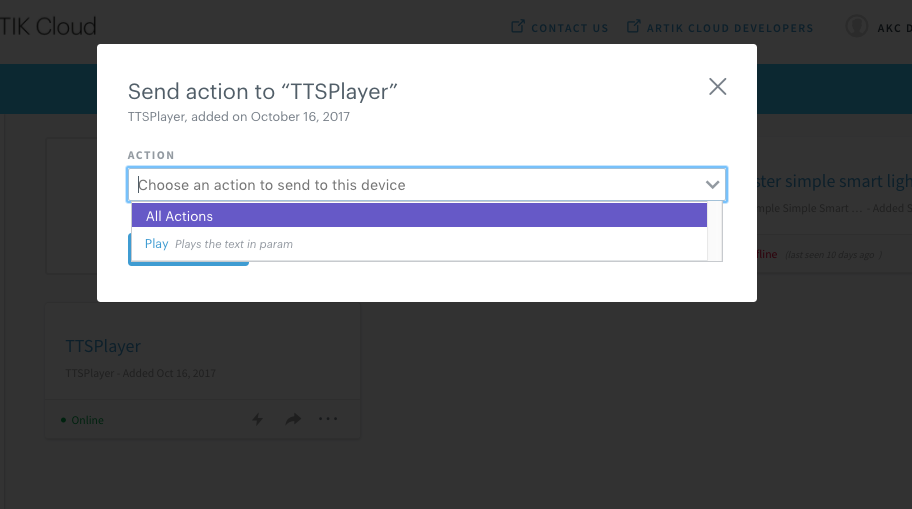 TIK Cloud
CONTACT US
ARTIK CLOUD DEVELOPERS
AKC D
Send action to “TTSPlayer”
TTSPlayer, added on October 16, 2017
ACTION
Choose an action to send to this device
All Actions
Play Plays the text in param
ster simple smart ligh
mple Simple Smart ... - Added S
ffline (last seen 10 days ago )
TTSPlayer
TTSPlayer - Added Oct 16, 2017
Online